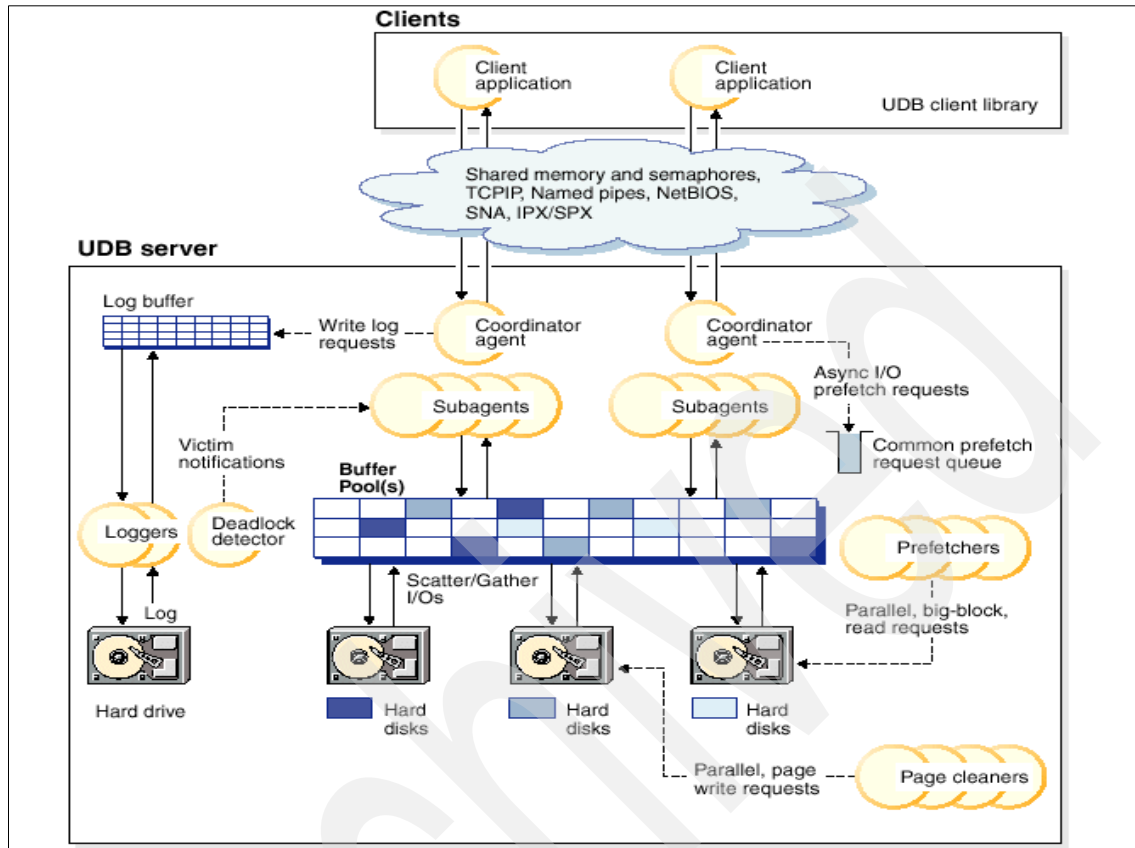 Clients
Client
application
Client
application
UDB client library
Shared memory and semaphores,
TCPIP, Named pipes, NetBIOS,
SNA, IPX/SPX
UDB server
Log buffer
Write log
requests
Coordinator
agent
Coordinator
agent
Async I/O
prefetch requests
Subagents
Subagents
Common prefetch
request queue
Victim
notifications
Buffer
Pool(s)
Loggers
Deadlock
detector
Prefetchers
Scatter/Gather
I/Os
Log
Parallel, big-block,
read requests
Hard drive
Hard
disks
Hard
disks
Hard
disks
Parallel, page
write requests
Page cleaners